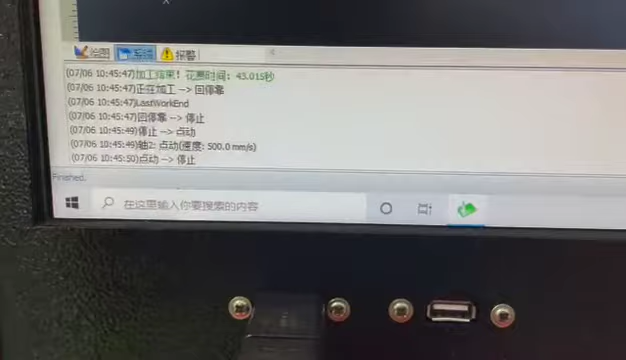 绘图 系统 报警
(07/06 10:45:47)加工结束! 花费时间: 43.015秒
(07/06 10:45:47)正在加工 --> 回停靠
(07/06 10:45:47)LastWorkEnd
(07/06 10:45:47)回停靠 --> 停止
(07/06 10:45:49)停止 --> 点动
(07/06 10:45:49)轴2: 点动(速度: 500.0 mm/s)
(07/06 10:45:50)点动 --> 停止
Finished.
在这里输入你要搜索的内容